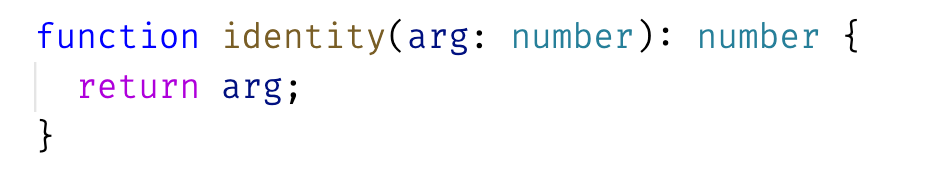 function identity(arg: number): number {
  return arg;
}